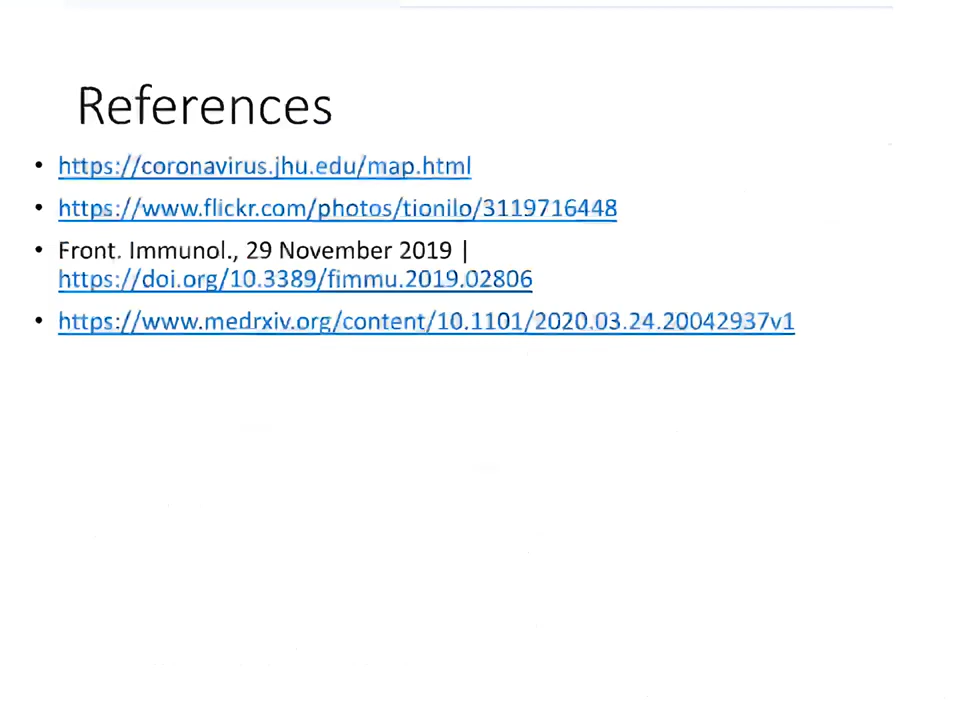 References
• https://coronavirus.jhu.edu/map.html
• https://www.flickr.com/photos/tionilo/3119716448
• Front. Immunol., 29 November 2019 |
https://doi.org/10.3389/fimmu.2019.02806
• https://www.medrxiv.org/content/10.1101/2020.03.24.20042937v1